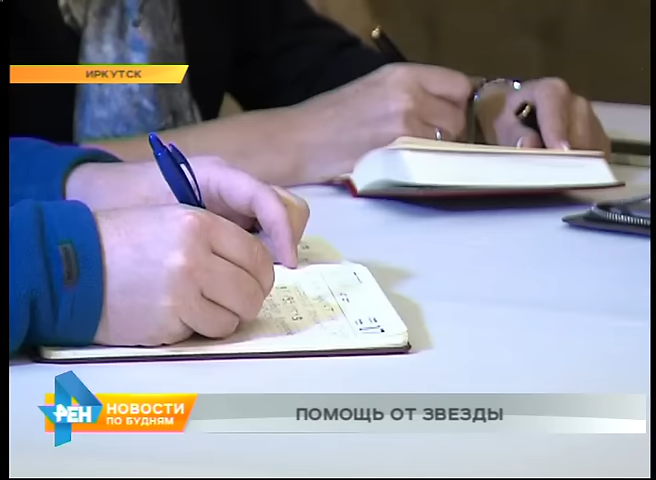 ИРКУТСК
РЕН
НОВОСТИ
ПО БУДНЯМ
ПОМОЩЬ ОТ ЗВЕЗДЫ